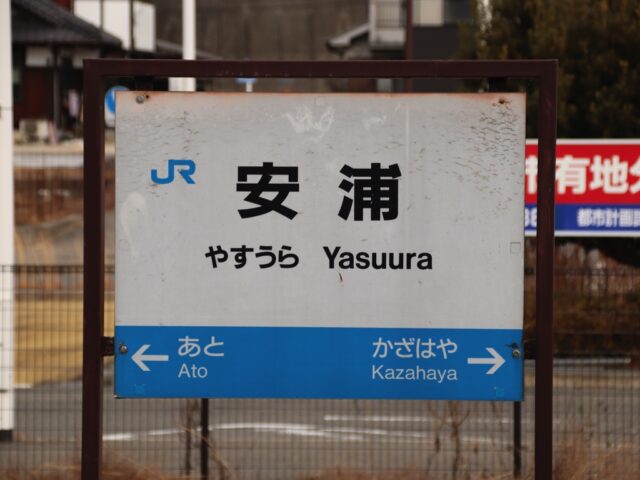 JR
安浦
やすうら Yasuura
← あと
Ato
かざはや →
Kazahaya
有地分
都市計画